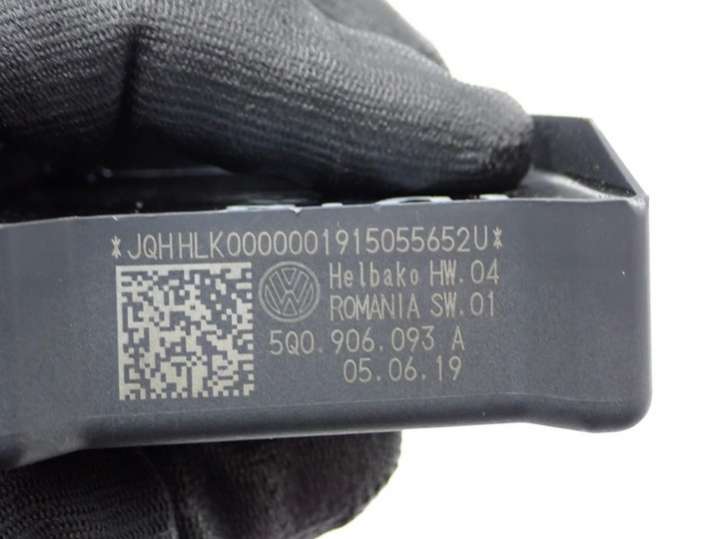 *JQHHLK0000001915055652U*
Helbako HW.04
ROMANIA SW.01
5Q0.906.093 A
05.06.19